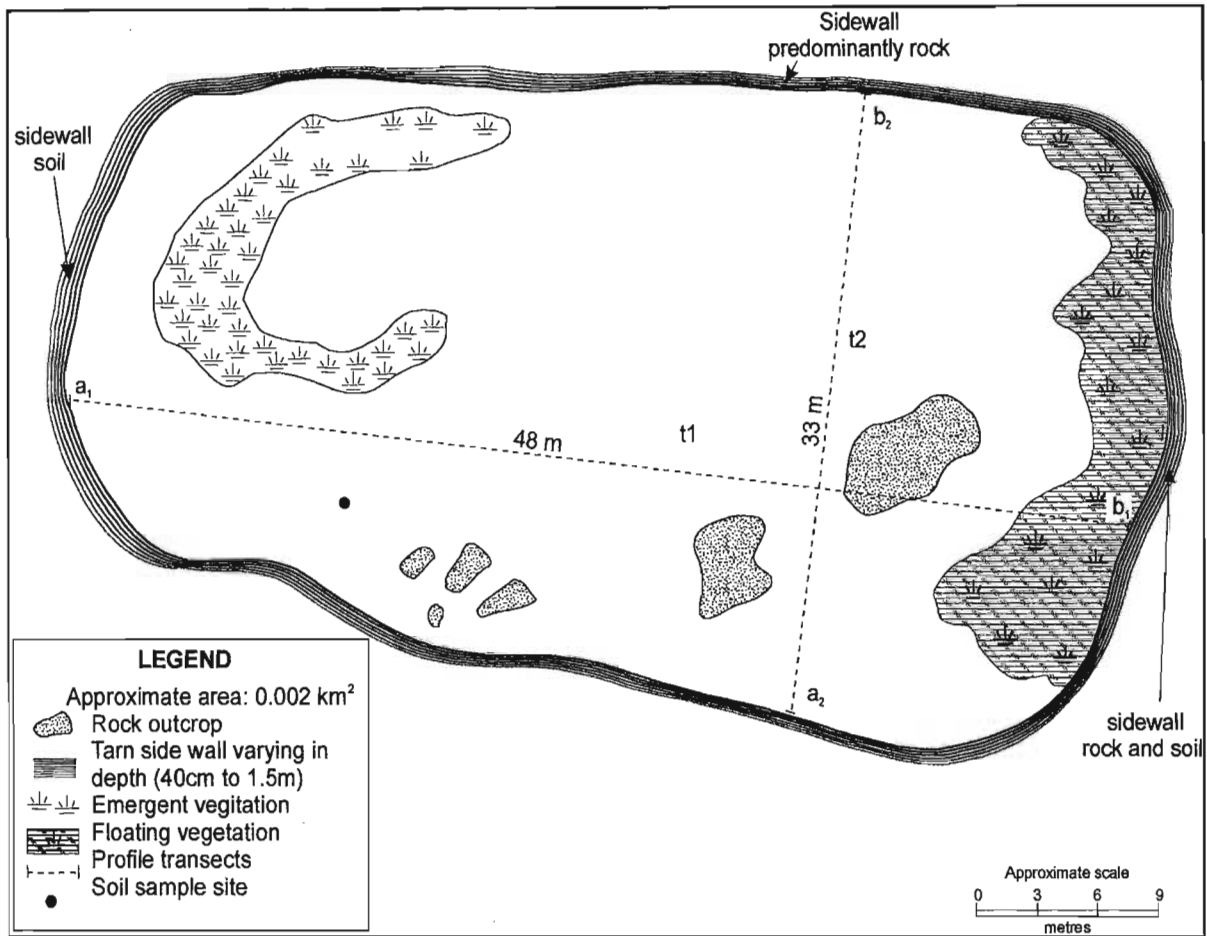 Sidewall
predominantly rock
sidewall
soil
b₂
a₁
t2
33 m
48 m
t1
b₁
a₂
sidewall
rock and soil
LEGEND
Approximate area: 0.002 km²
Rock outcrop
Tarn side wall varying in
depth (40cm to 1.5m)
Emergent vegitation
Floating vegetation
Profile transects
Soil sample site
Approximate scale
0 3 6 9
metres